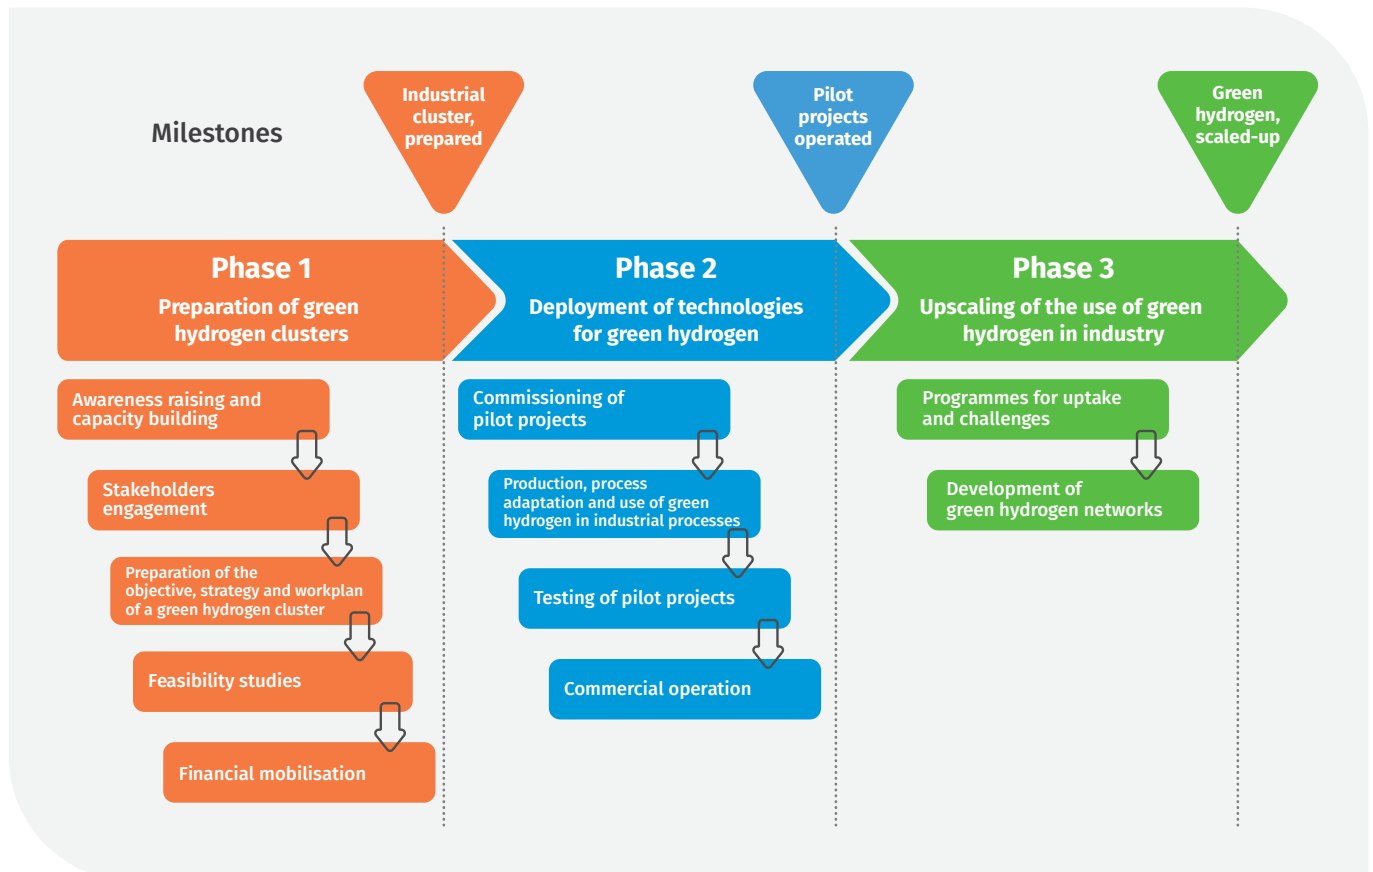 Milestones
Industrial
cluster,
prepared
Pilot
projects
operated
Green
hydrogen,
scaled-up
Phase 1
Preparation of green
hydrogen clusters
Phase 2
Deployment of technologies
for green hydrogen
Phase 3
Upscaling of the use of green
hydrogen in industry
Awareness raising and
capacity building
Stakeholders
engagement
Preparation of the
objective, strategy and workplan
of a green hydrogen cluster
Feasibility studies
Financial mobilisation
Commissioning of
pilot projects
Production, process
adaptation and use of green
hydrogen in industrial processes
Testing of pilot projects
Commercial operation
Programmes for uptake
and challenges
Development of
green hydrogen networks